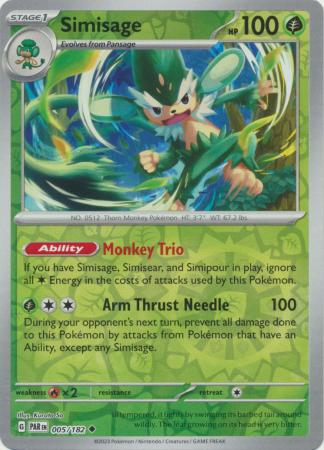 STAGE1 Simisage HP 100
Evolves from Pansage
NO. 0512 Thorn Monkey Pokémon HT: 3'7" WT: 67.2 lbs.
Ability Monkey Trio
If you have Simisage, Simisear, and Simipour in play, ignore
all Energy in the costs of attacks used by this Pokémon.
Arm Thrust Needle 100
During your opponent's next turn, prevent all damage done
to this Pokémon by attacks from Pokémon that have an
Ability, except any Simisage.
weakness ×2 resistance retreat
Illus. Kuroimori
G PAR EN 005/182
Ill tempered, it fights by swinging its barbed tail around
wildly. The leaf growing on its head is very bitter.
©2023 Pokémon / Nintendo / Creatures / GAME FREAK